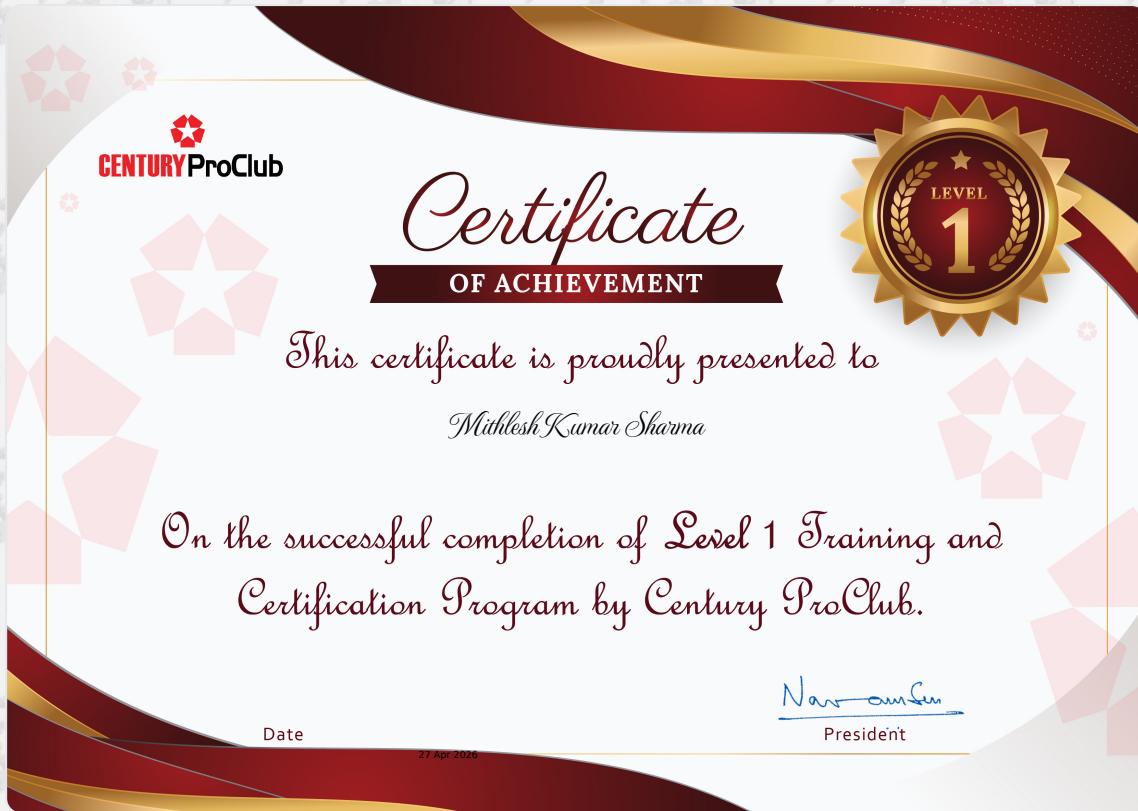 CENTURY ProClub
LEVEL
1
Certificate
OF ACHIEVEMENT
This certificate is proudly presented to
Mithlesh Kumar Sharma
On the successful completion of Level 1 Training and
Certification Program by Century ProClub.
Date
President
27 Apr 2026